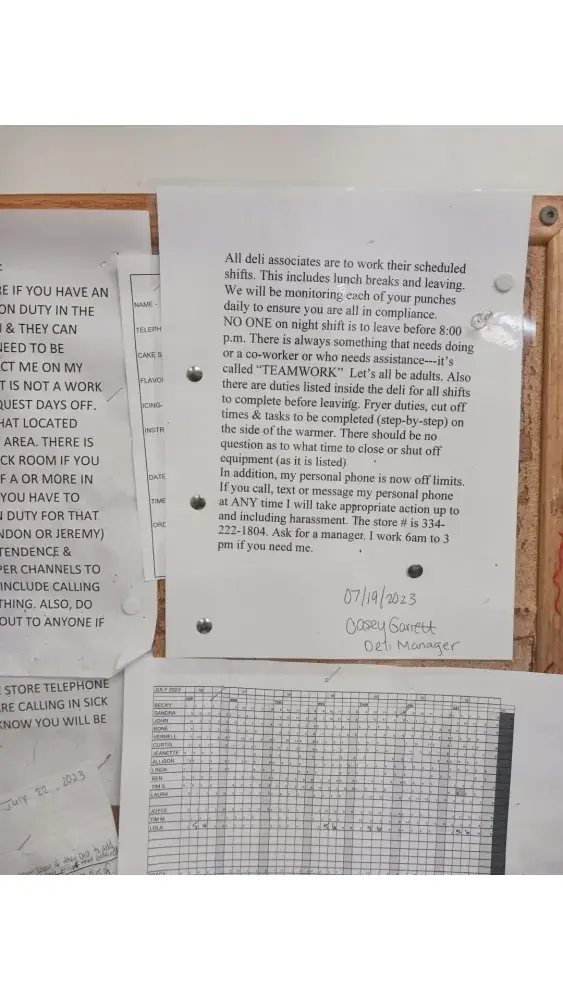 :
RE IF YOU HAVE AN
ON DUTY IN THE
& THEY CAN
NEED TO BE
CT ME ON MY
T IS NOT A WORK
QUEST DAYS OFF.
HAT LOCATED
AREA. THERE IS
CK ROOM IF YOU
F A OR MORE IN
YOU HAVE TO
N DUTY FOR THAT
NDON OR JEREMY)
TENDENCE &
PER CHANNELS TO
INCLUDE CALLING
THING. ALSO, DO
OUT TO ANYONE IF
E STORE TELEPHONE
RE CALLING IN SICK
KNOW YOU WILL BE
July 22, 2023
NAME -
TELEPH
CAKE S
FLAVO
ICING-
INSTR
DATE
TIME
ORD
All deli associates are to work their scheduled
shifts. This includes lunch breaks and leaving.
We will be monitoring each of your punches
daily to ensure you are all in compliance.
NO ONE on night shift is to leave before 8:00
p.m. There is always something that needs doing
or a co-worker or who needs assistance---it's
called "TEAMWORK" Let's all be adults. Also
there are duties listed inside the deli for all shifts
to complete before leaving. Fryer duties, cut off
times & tasks to be completed (step-by-step) on
the side of the warmer. There should be no
question as to what time to close or shut off
equipment (as it is listed)
In addition, my personal phone is now off limits.
If you call, text or message my personal phone
at ANY time I will take appropriate action up to
and including harassment. The store # is 334-
222-1804. Ask for a manager. I work 6am to 3
pm if you need me.
07/19/2023
Casey Garrett
Deli Manager
JULY 2023
BECKY
SANDRA
JOHN
BONE
VERNELL
CURTIS
JEANETTE
ALLISON
LINDA
BEN
TIM S
LAURA
JOYCE
TIM M
LOLA